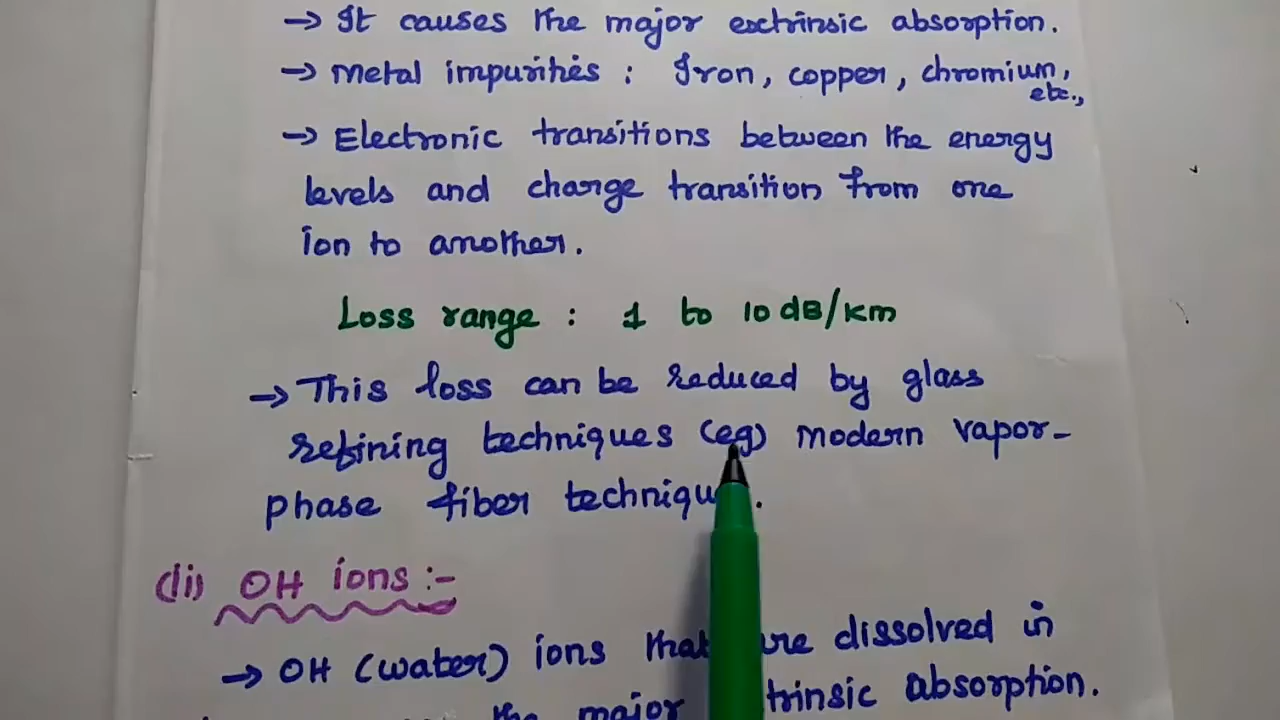 → It causes the major extrinsic absorption.
→ Metal impurities : Iron, copper, chromium, etc.,
→ Electronic transitions between the energy
levels and charge transition from one
ion to another.
Loss range : 1 to 10 dB/km
→ This loss can be reduced by glass
refining techniques (eg) modern vapor-
phase fiber techniqu .
(ii) OH ions :-
→ OH (water) ions that are dissolved in
the major trinsic absorption.